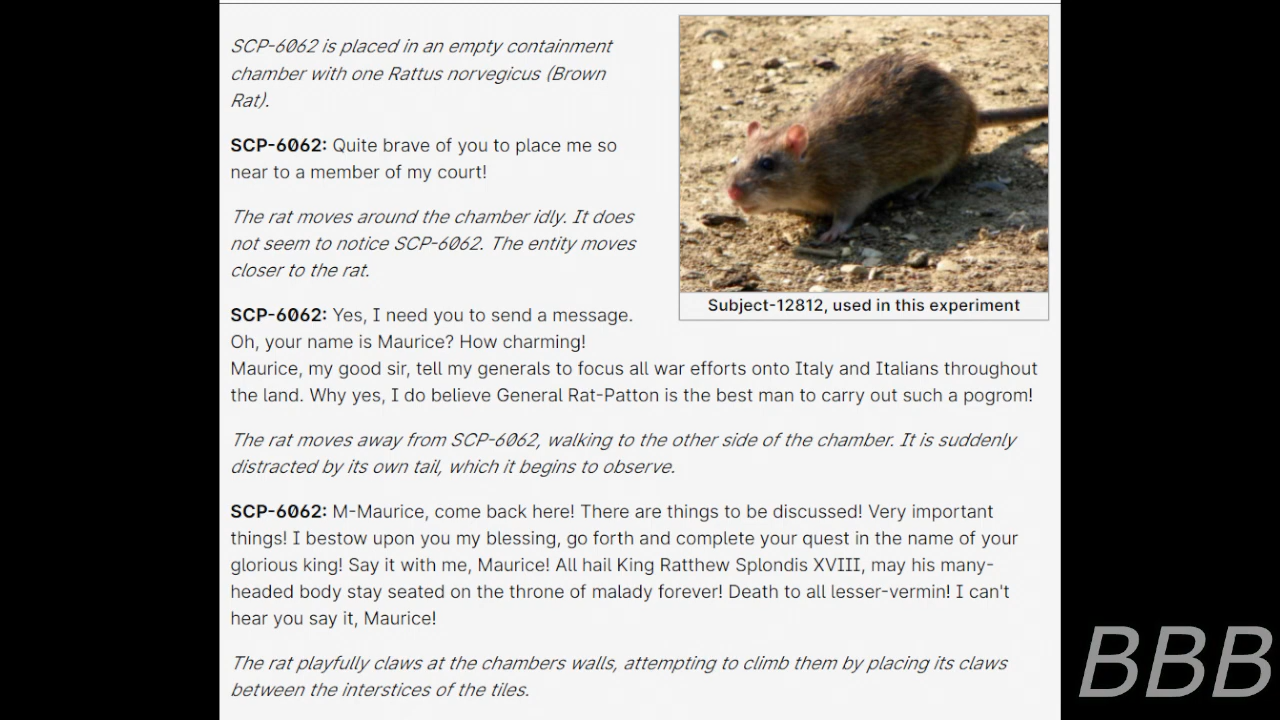 SCP-6062 is placed in an empty containment
chamber with one Rattus norvegicus (Brown
Rat).
SCP-6062: Quite brave of you to place me so
near to a member of my court!
The rat moves around the chamber idly. It does
not seem to notice SCP-6062. The entity moves
closer to the rat.
Subject-12812, used in this experiment
SCP-6062: Yes, I need you to send a message.
Oh, your name is Maurice? How charming!
Maurice, my good sir, tell my generals to focus all war efforts onto Italy and Italians throughout
the land. Why yes, I do believe General Rat-Patton is the best man to carry out such a pogrom!
The rat moves away from SCP-6062, walking to the other side of the chamber. It is suddenly
distracted by its own tail, which it begins to observe.
SCP-6062: M-Maurice, come back here! There are things to be discussed! Very important
things! I bestow upon you my blessing, go forth and complete your quest in the name of your
glorious king! Say it with me, Maurice! All hail King Ratthew Splondis XVIII, may his many-
headed body stay seated on the throne of malady forever! Death to all lesser-vermin! I can't
hear you say it, Maurice!
The rat playfully claws at the chambers walls, attempting to climb them by placing its claws
between the interstices of the tiles.
BBB